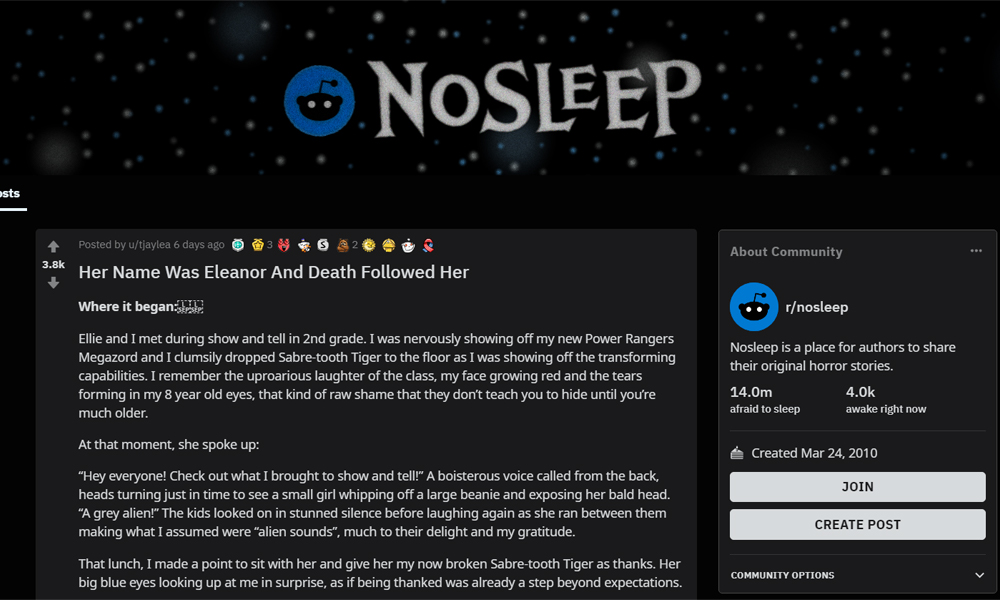 NOSLEEP
osts
Posted by u/tjaylea 6 days ago 3 S 2
3.8k
Her Name Was Eleanor And Death Followed Her
Where it began:
Ellie and I met during show and tell in 2nd grade. I was nervously showing off my new Power Rangers
Megazord and I clumsily dropped Sabre-tooth Tiger to the floor as I was showing off the transforming
capabilities. I remember the uproarious laughter of the class, my face growing red and the tears
forming in my 8 year old eyes, that kind of raw shame that they don’t teach you to hide until you’re
much older.
At that moment, she spoke up:
“Hey everyone! Check out what I brought to show and tell!” A boisterous voice called from the back,
heads turning just in time to see a small girl whipping off a large beanie and exposing her bald head.
“A grey alien!” The kids looked on in stunned silence before laughing again as she ran between them
making what I assumed were “alien sounds”, much to their delight and my gratitude.
That lunch, I made a point to sit with her and give her my now broken Sabre-tooth Tiger as thanks. Her
big blue eyes looking up at me in surprise, as if being thanked was already a step beyond expectations.
About Community
r/nosleep
Nosleep is a place for authors to share
their original horror stories.
14.0m 4.0k
afraid to sleep awake right now
Created Mar 24, 2010
JOIN
CREATE POST
COMMUNITY OPTIONS